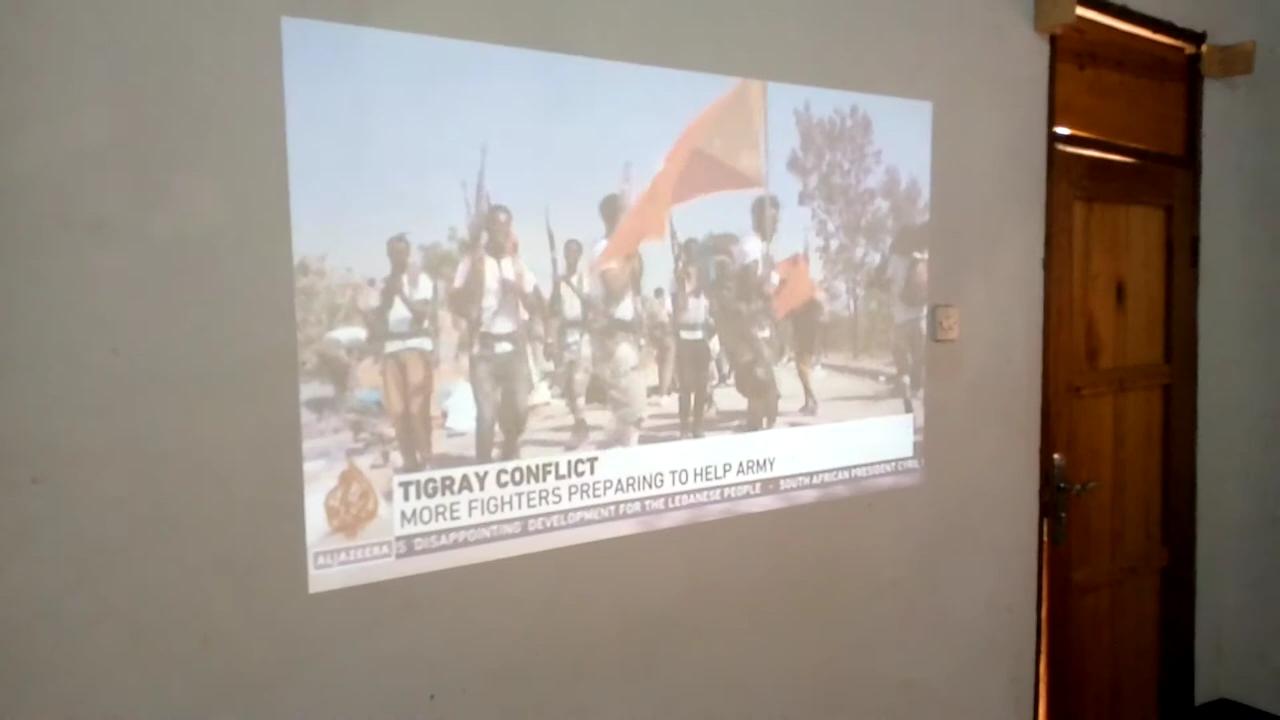 TIGRAY CONFLICT
MORE FIGHTERS PREPARING TO HELP ARMY
ALJAZEERA
S 'DISAPPOINTING' DEVELOPMENT FOR THE LEBANESE PEOPLE - SOUTH AFRICAN PRESIDENT CYRIL